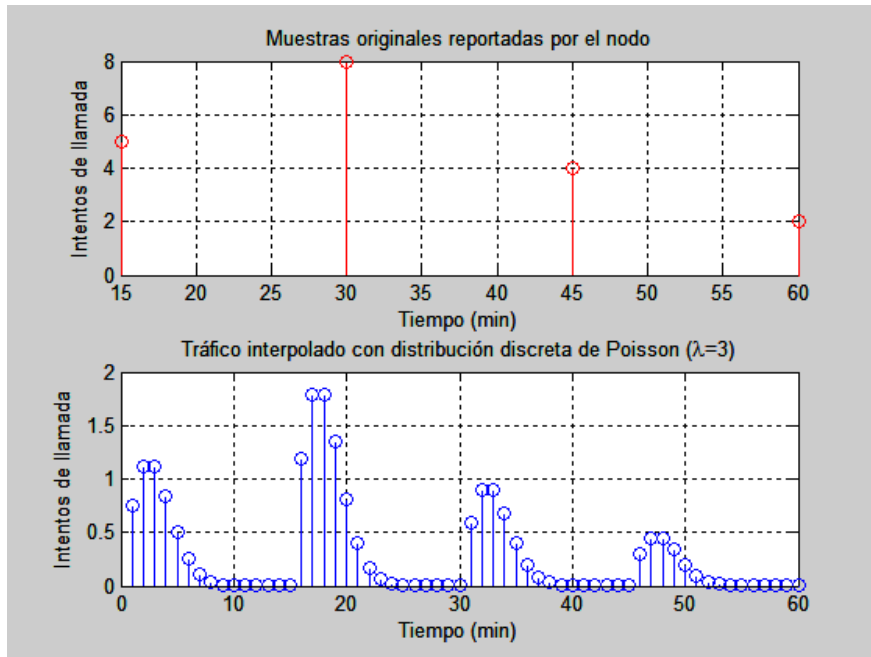 Muestras originales reportadas por el nodo
8
6
4
2
0
Intentos de llamada
15 20 25 30 35 40 45 50 55 60
Tiempo (min)
Tráfico interpolado con distribución discreta de Poisson (λ=3)
2
1.5
1
0.5
0
Intentos de llamada
0 10 20 30 40 50 60
Tiempo (min)